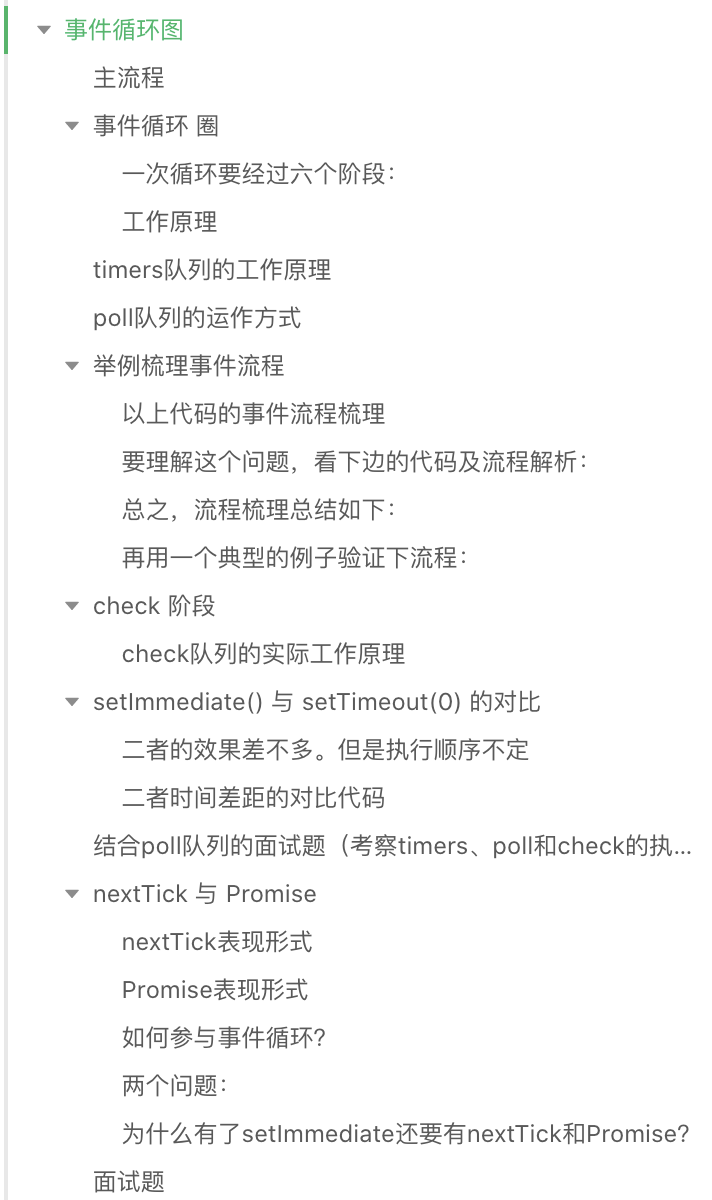 事件循环图
主流程
事件循环 圈
一次循环要经过六个阶段：
工作原理
timers队列的工作原理
poll队列的运作方式
举例梳理事件流程
以上代码的事件流程梳理
要理解这个问题，看下边的代码及流程解析：
总之，流程梳理总结如下：
再用一个典型的例子验证下流程：
check 阶段
check队列的实际工作原理
setImmediate() 与 setTimeout(0) 的对比
二者的效果差不多。但是执行顺序不定
二者时间差距的对比代码
结合poll队列的面试题（考察timers、poll和check的执...
nextTick 与 Promise
nextTick表现形式
Promise表现形式
如何参与事件循环？
两个问题：
为什么有了setImmediate还要有nextTick和Promise？
面试题